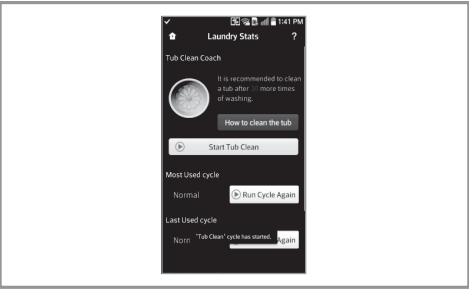 1:41 PM
Laundry Stats ?
Tub Clean Coach
It is recommended to clean
a tub after 30 more times
of washing.
How to clean the tub
Start Tub Clean
Most Used cycle
Normal Run Cycle Again
Last Used cycle
'Tub Clean' cycle has started.
Norn Again